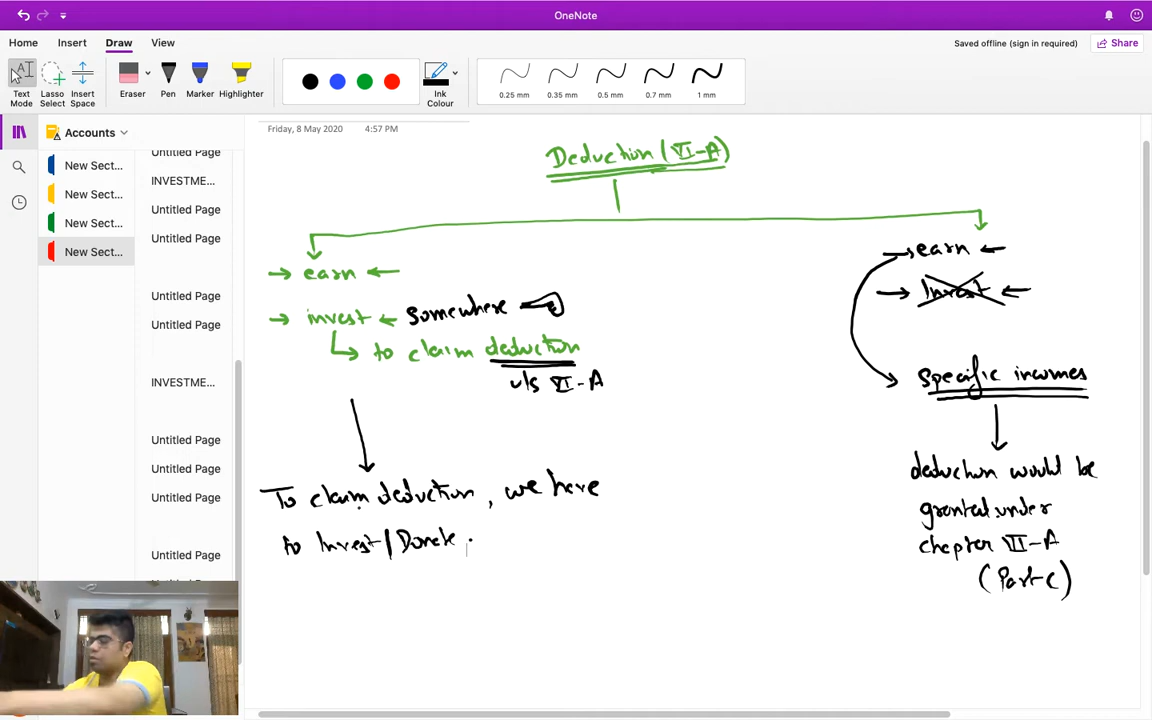 OneNote
Home
Insert
Draw
View
Saved offline (sign in required)
Share
Text Mode
Lasso Select
Insert Space
Eraser
Pen
Marker
Highlighter
Ink Colour
0.25 mm
0.35 mm
0.5 mm
0.7 mm
1 mm
Accounts
New Sect...
New Sect...
New Sect...
New Sect...
Untitled Page
INVESTME...
Untitled Page
Untitled Page
Untitled Page
Untitled Page
INVESTME...
Untitled Page
Untitled Page
Untitled Page
Untitled Page
Friday, 8 May 2020 4:57 PM
Deduction (VI-A)
→ earn ←
→ invest ← Somewhere
↳ to claim deduction
u/s VI-A
To claim deduction, we have
to Invest/Donate.
→ earn ←
→ Invest ←
Specific incomes
deduction would be
granted under
chapter VI-A
(Part-C)